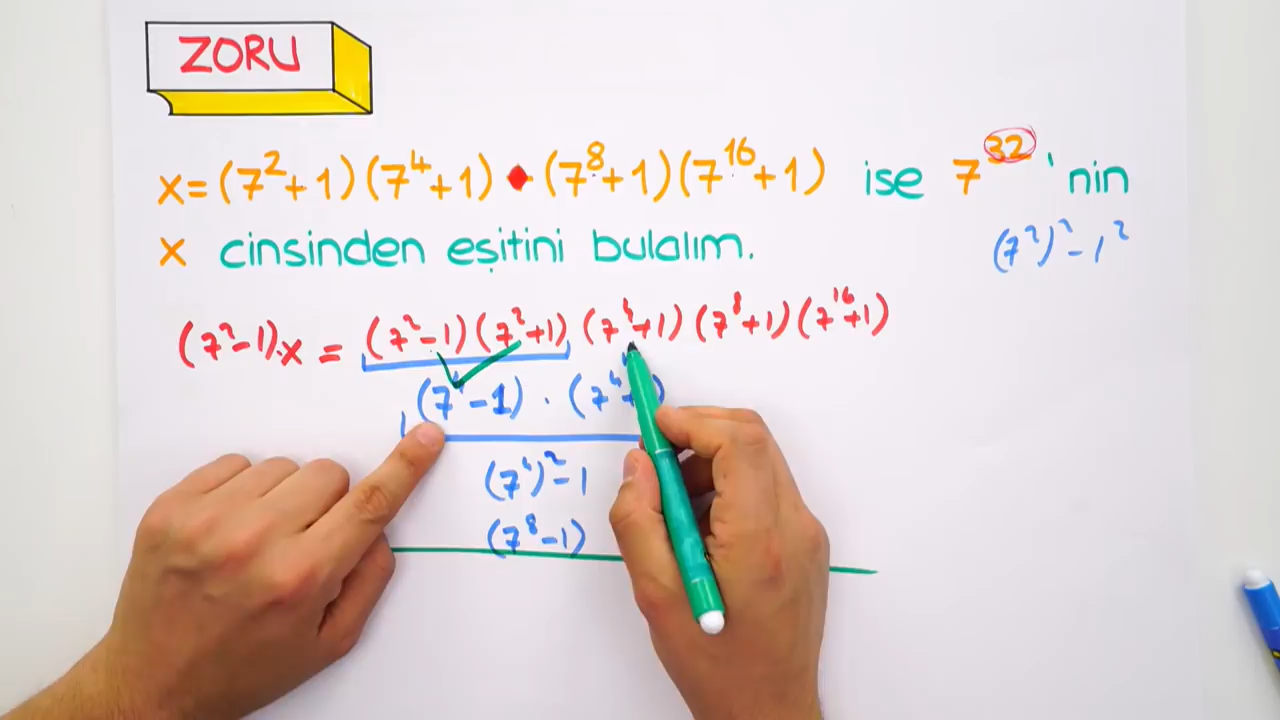 ZORU
x=(7²+1)(7⁴+1)•(7⁸+1)(7¹⁶+1) ise 7³²'nin
x cinsinden eşitini bulalım.
(7²)²-1²
(7²-1).x = (7²-1)(7²+1)(7⁴+1)(7⁸+1)(7¹⁶+1)
(7⁴-1).(7⁴
(7⁴)²-1
(7⁸-1)